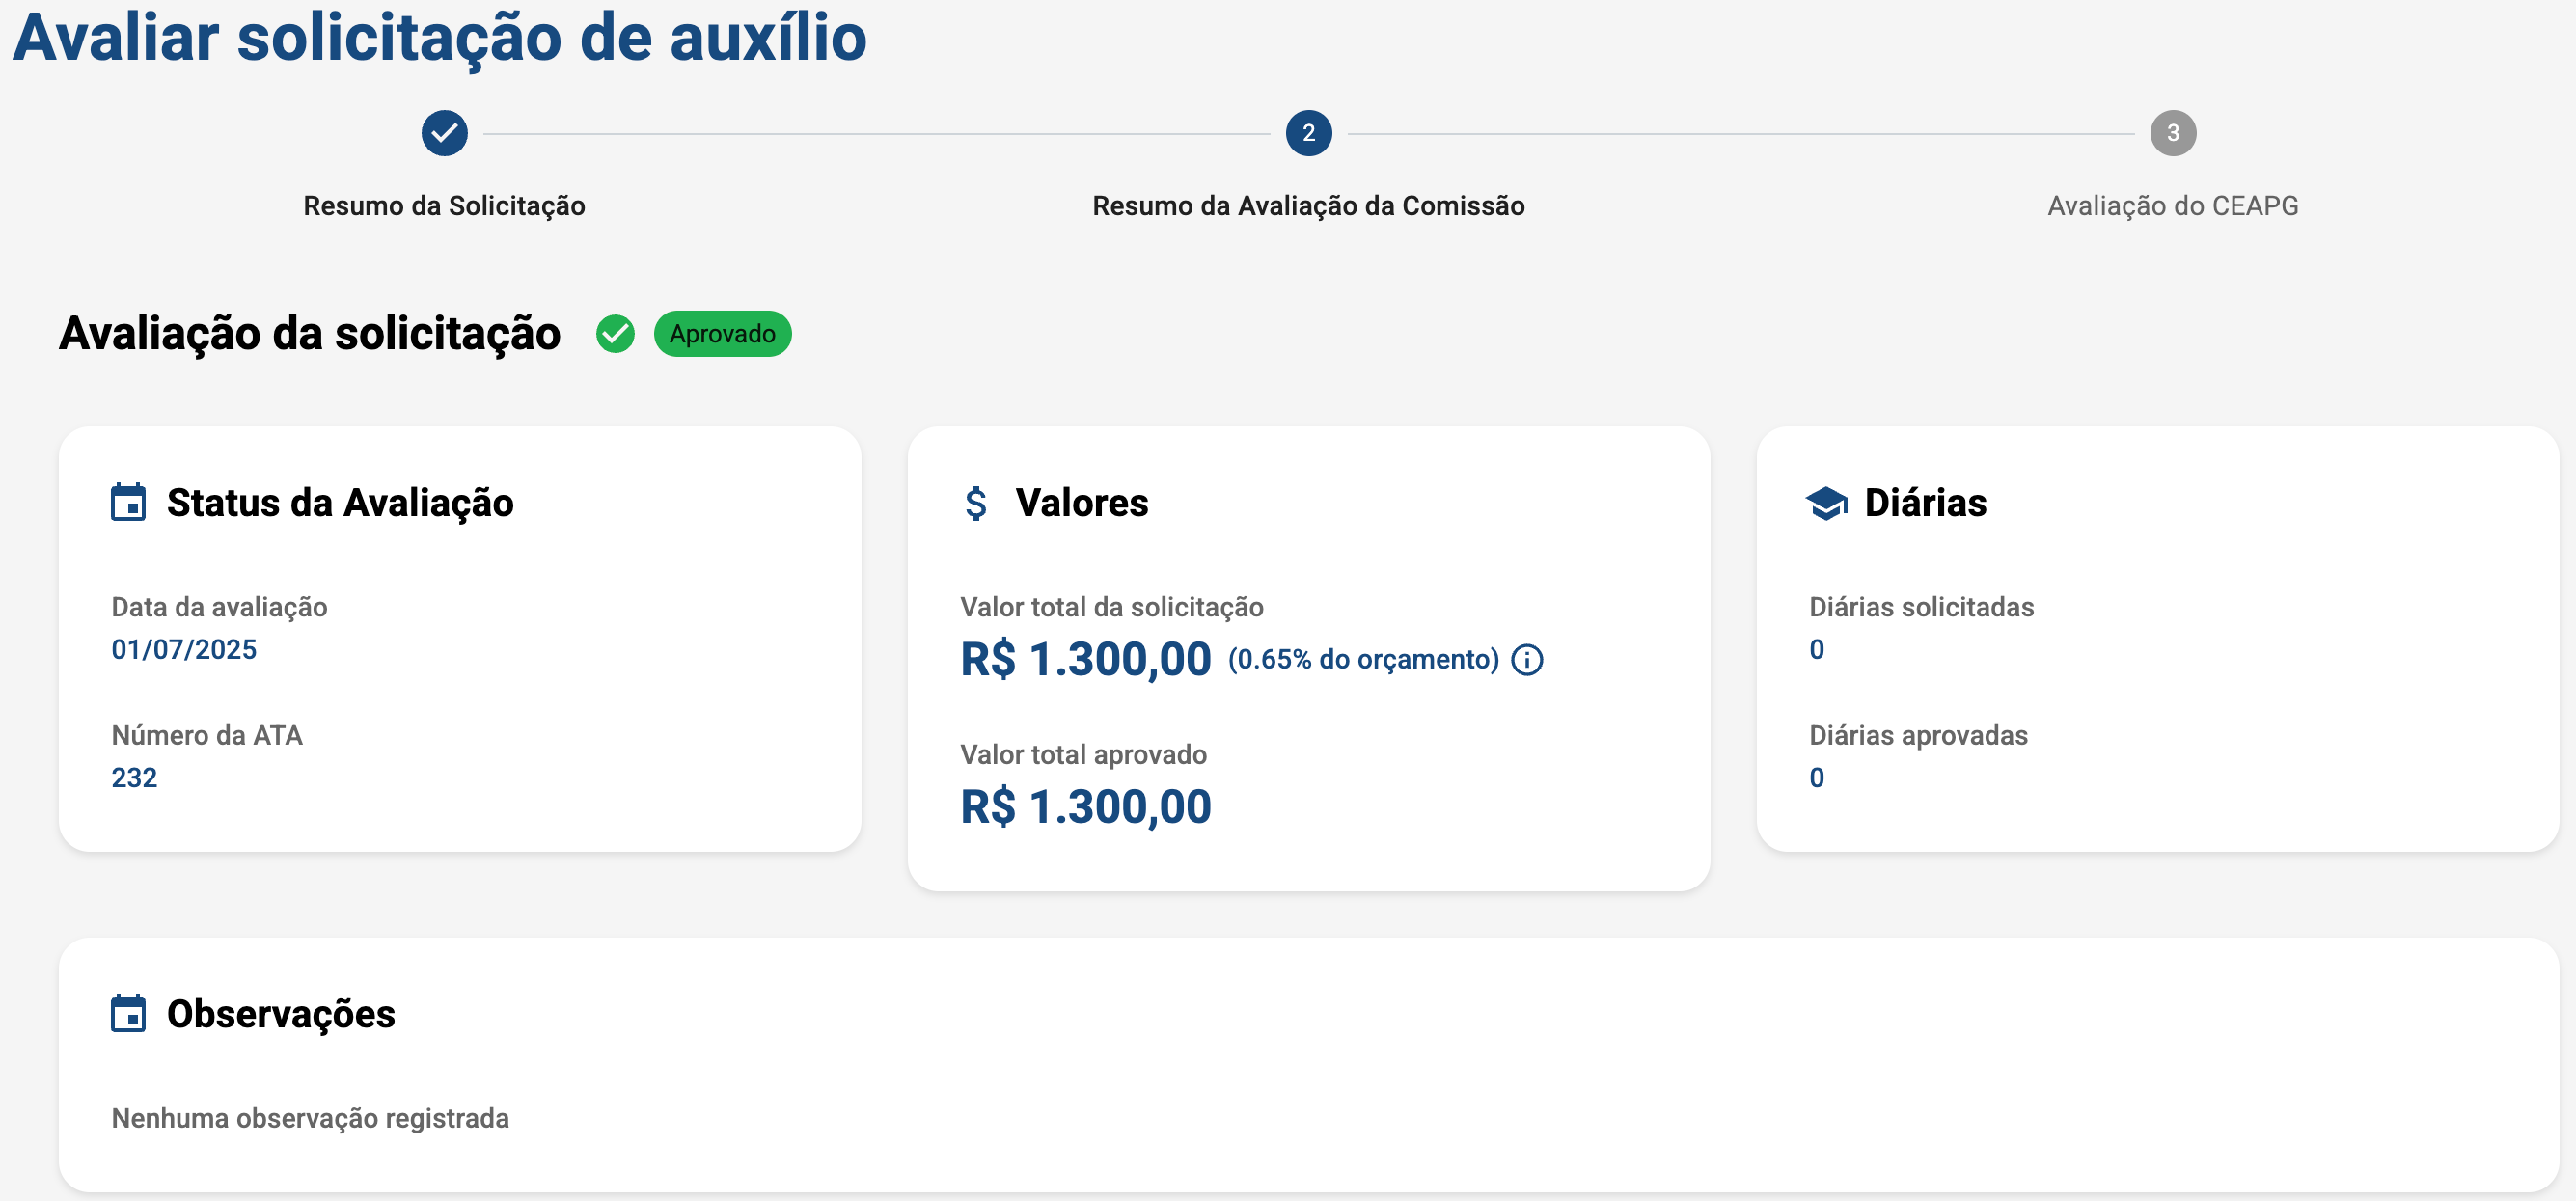 Avaliar solicitação de auxílio
2
3
Resumo da Solicitação
Resumo da Avaliação da Comissão
Avaliação do CEAPG
Avaliação da solicitação
Aprovado
Status da Avaliação
Data da avaliação
01/07/2025
Número da ATA
232
$ Valores
Valor total da solicitação
R$ 1.300,00 (0.65% do orçamento)
Valor total aprovado
R$ 1.300,00
Diárias
Diárias solicitadas
0
Diárias aprovadas
0
Observações
Nenhuma observação registrada